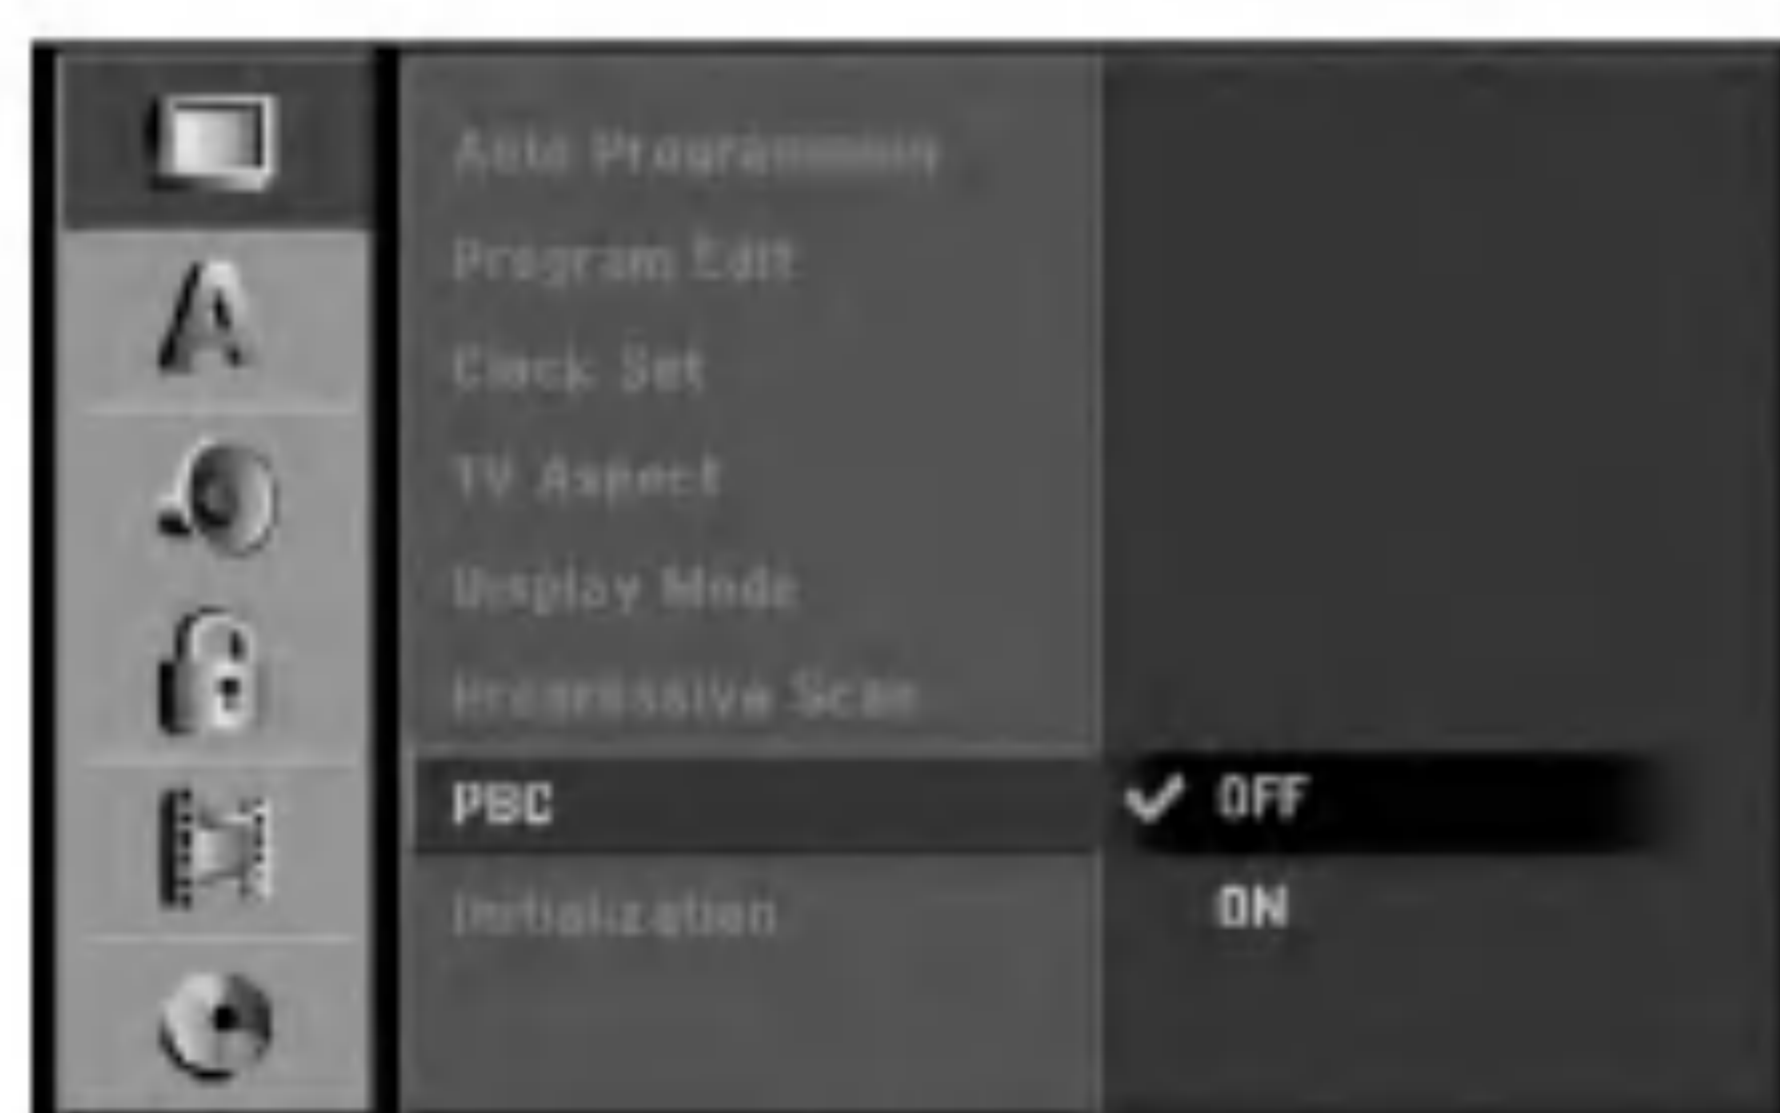 A
Auto Programming
Program Edit
Clock Set
TV Aspect
Display Mode
Progressive Scan
PBC
OFF
Initialization
ON